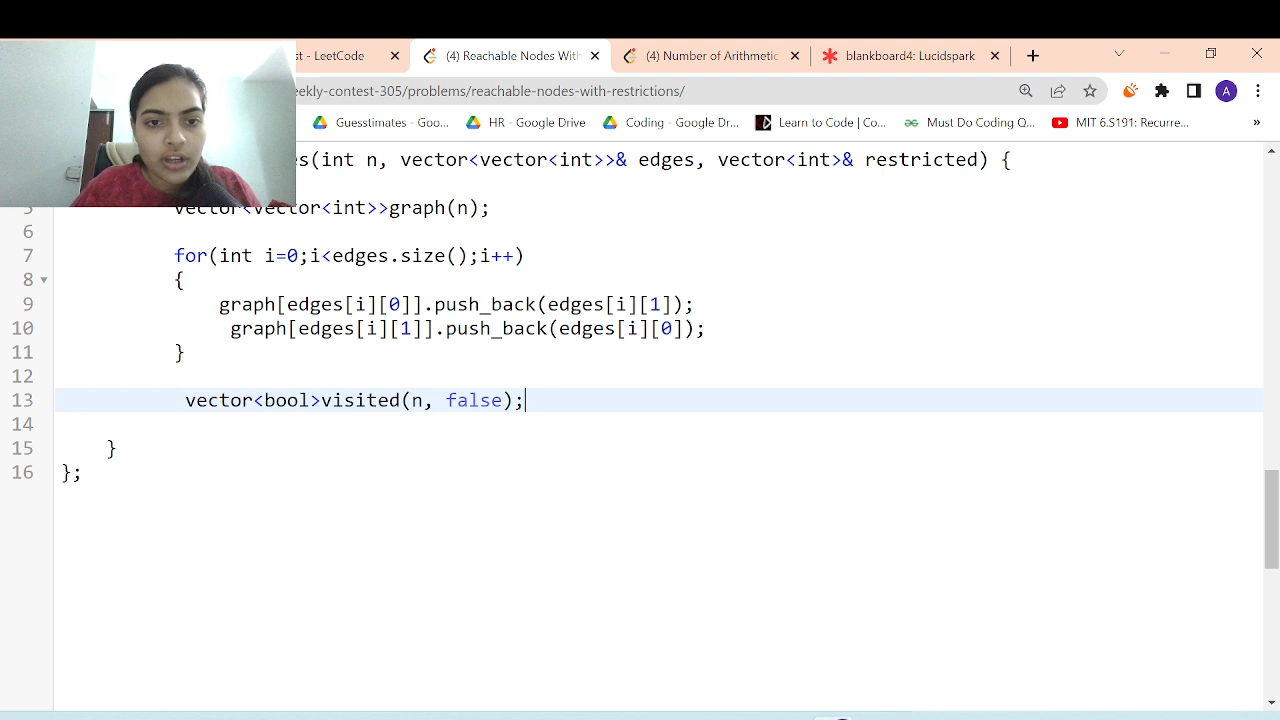 st - LeetCode
(4) Reachable Nodes With
(4) Number of Arithmetic
blankboard4: Lucidspark
eekly-contest-305/problems/reachable-nodes-with-restrictions/
A
Guesstimates - Goo...
HR - Google Drive
Coding - Google Dr...
Learn to Code | Co...
Must Do Coding Q...
MIT 6.S191: Recurre...
»
es(int n, vector<vector<int>>& edges, vector<int>& restricted) {
5 vector<vector<int>>graph(n);
6
7 for(int i=0;i<edges.size();i++)
8 {
9 graph[edges[i][0]].push_back(edges[i][1]);
10 graph[edges[i][1]].push_back(edges[i][0]);
11 }
12
13 vector<bool>visited(n, false);
14
15 }
16 };